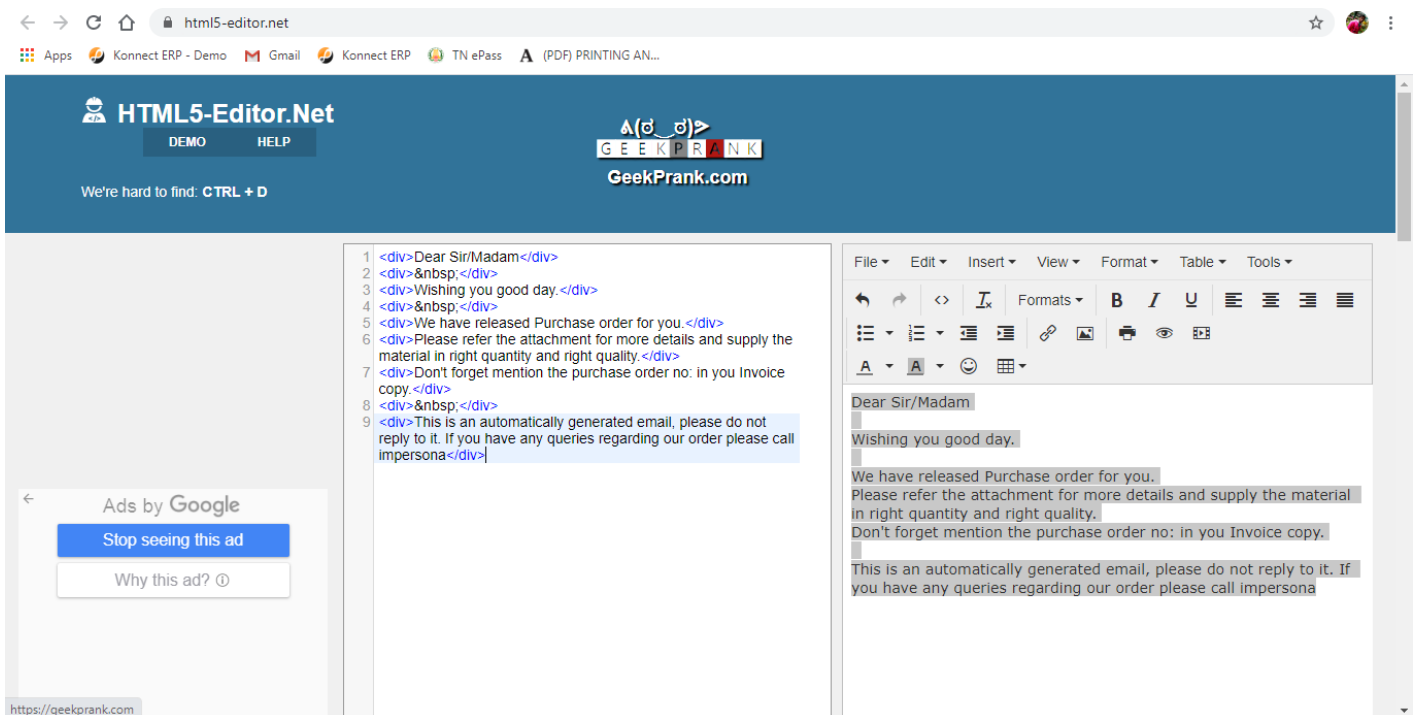 html5-editor.net
Apps Konnect ERP - Demo Gmail Konnect ERP TN ePass A (PDF) PRINTING AN...
HTML5-Editor.Net
DEMO HELP
We're hard to find: CTRL + D
ᕕ(ಠ‿ಠ)ᕗ
GEEKPRANK
GeekPrank.com
1 <div>Dear Sir/Madam</div>
2 <div>&nbsp;</div>
3 <div>Wishing you good day.</div>
4 <div>&nbsp;</div>
5 <div>We have released Purchase order for you.</div>
6 <div>Please refer the attachment for more details and supply the
material in right quantity and right quality.</div>
7 <div>Don't forget mention the purchase order no: in you Invoice
copy.</div>
8 <div>&nbsp;</div>
9 <div>This is an automatically generated email, please do not
reply to it. If you have any queries regarding our order please call
impersona</div>
File Edit Insert View Format Table Tools
<> Tx Formats B I U
A A
Dear Sir/Madam
Wishing you good day.
We have released Purchase order for you.
Please refer the attachment for more details and supply the material
in right quantity and right quality.
Don't forget mention the purchase order no: in you Invoice copy.
This is an automatically generated email, please do not reply to it. If
you have any queries regarding our order please call impersona
Ads by Google
Stop seeing this ad
Why this ad?
https://geekprank.com